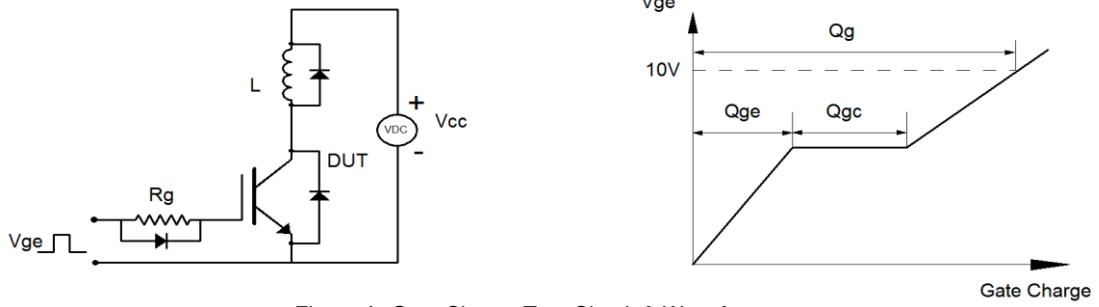 L
+
VDC
Vcc
-
DUT
Rg
Vge
Vge
Qg
10V
Qge
Qgc
Gate Charge